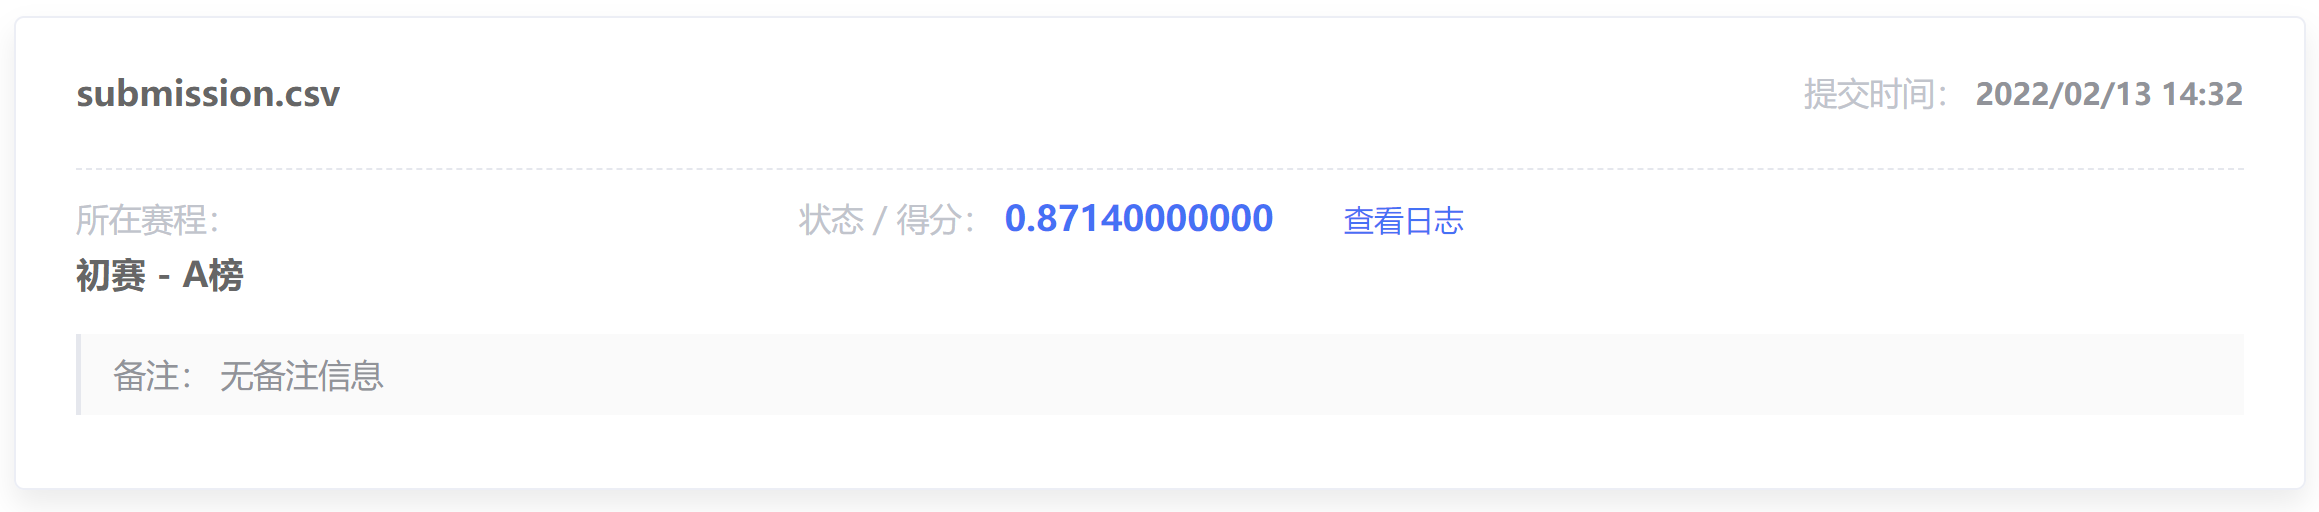 submission.csv
提交时间： 2022/02/13 14:32
所在赛程：
状态 / 得分： 0.87140000000 查看日志
初赛 - A榜
备注： 无备注信息